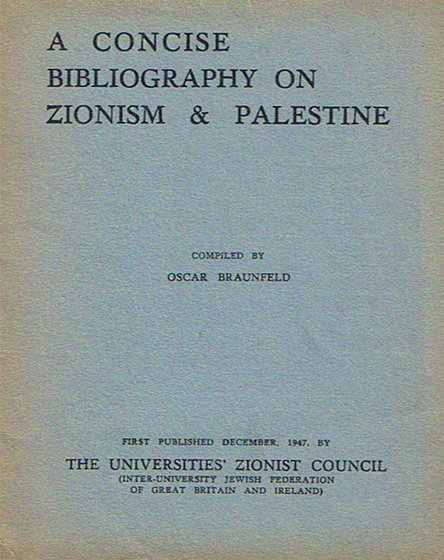 A CONCISE
BIBLIOGRAPHY ON
ZIONISM & PALESTINE
COMPILED BY
OSCAR BRAUNFELD
FIRST PUBLISHED DECEMBER, 1947, BY
THE UNIVERSITIES' ZIONIST COUNCIL
(INTER-UNIVERSITY JEWISH FEDERATION
OF GREAT BRITAIN AND IRELAND)